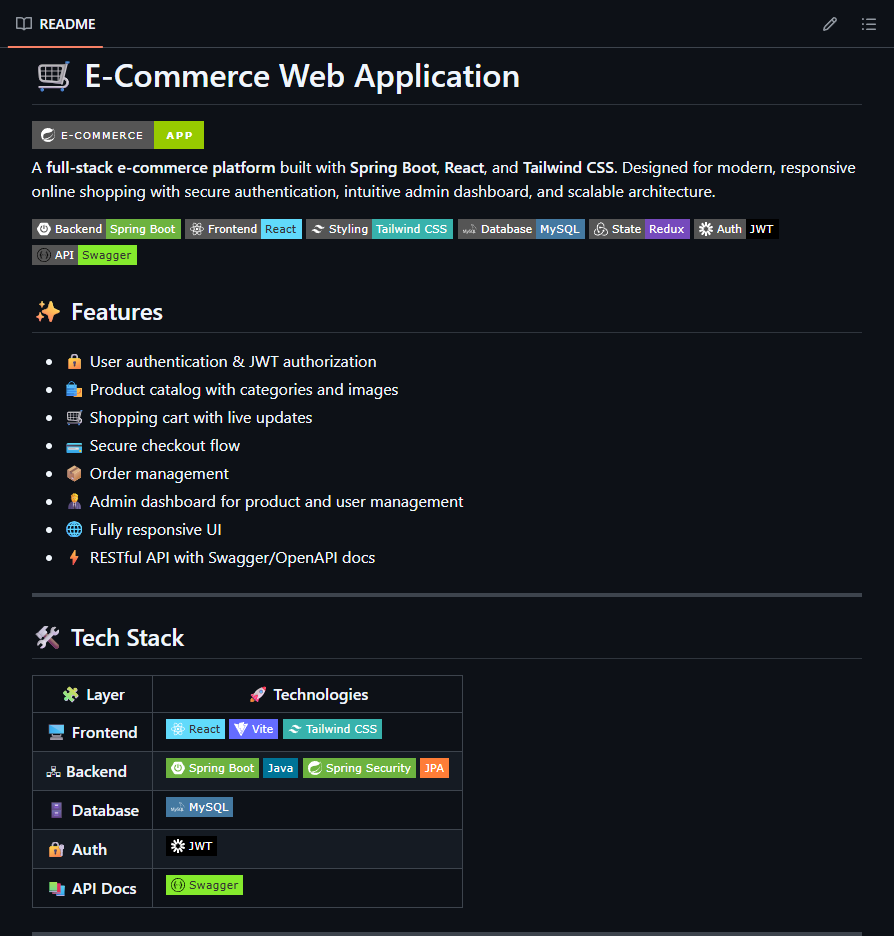 README
E-Commerce Web Application
E-COMMERCE APP
A full-stack e-commerce platform built with Spring Boot, React, and Tailwind CSS. Designed for modern, responsive
online shopping with secure authentication, intuitive admin dashboard, and scalable architecture.
Backend Spring Boot Frontend React Styling Tailwind CSS MySQL Database MySQL State Redux Auth JWT
API Swagger
✨ Features
• 🔒 User authentication & JWT authorization
• 🛍️ Product catalog with categories and images
• 🛒 Shopping cart with live updates
• 💳 Secure checkout flow
• 📦 Order management
• 🧑‍💼 Admin dashboard for product and user management
• 🌐 Fully responsive UI
• ⚡ RESTful API with Swagger/OpenAPI docs
🛠️ Tech Stack
🧩 Layer 🚀 Technologies
🖥️ Frontend React Vite Tailwind CSS
🖧 Backend Spring Boot Java Spring Security JPA
🗄️ Database MySQL MySQL
🔐 Auth JWT
📚 API Docs Swagger